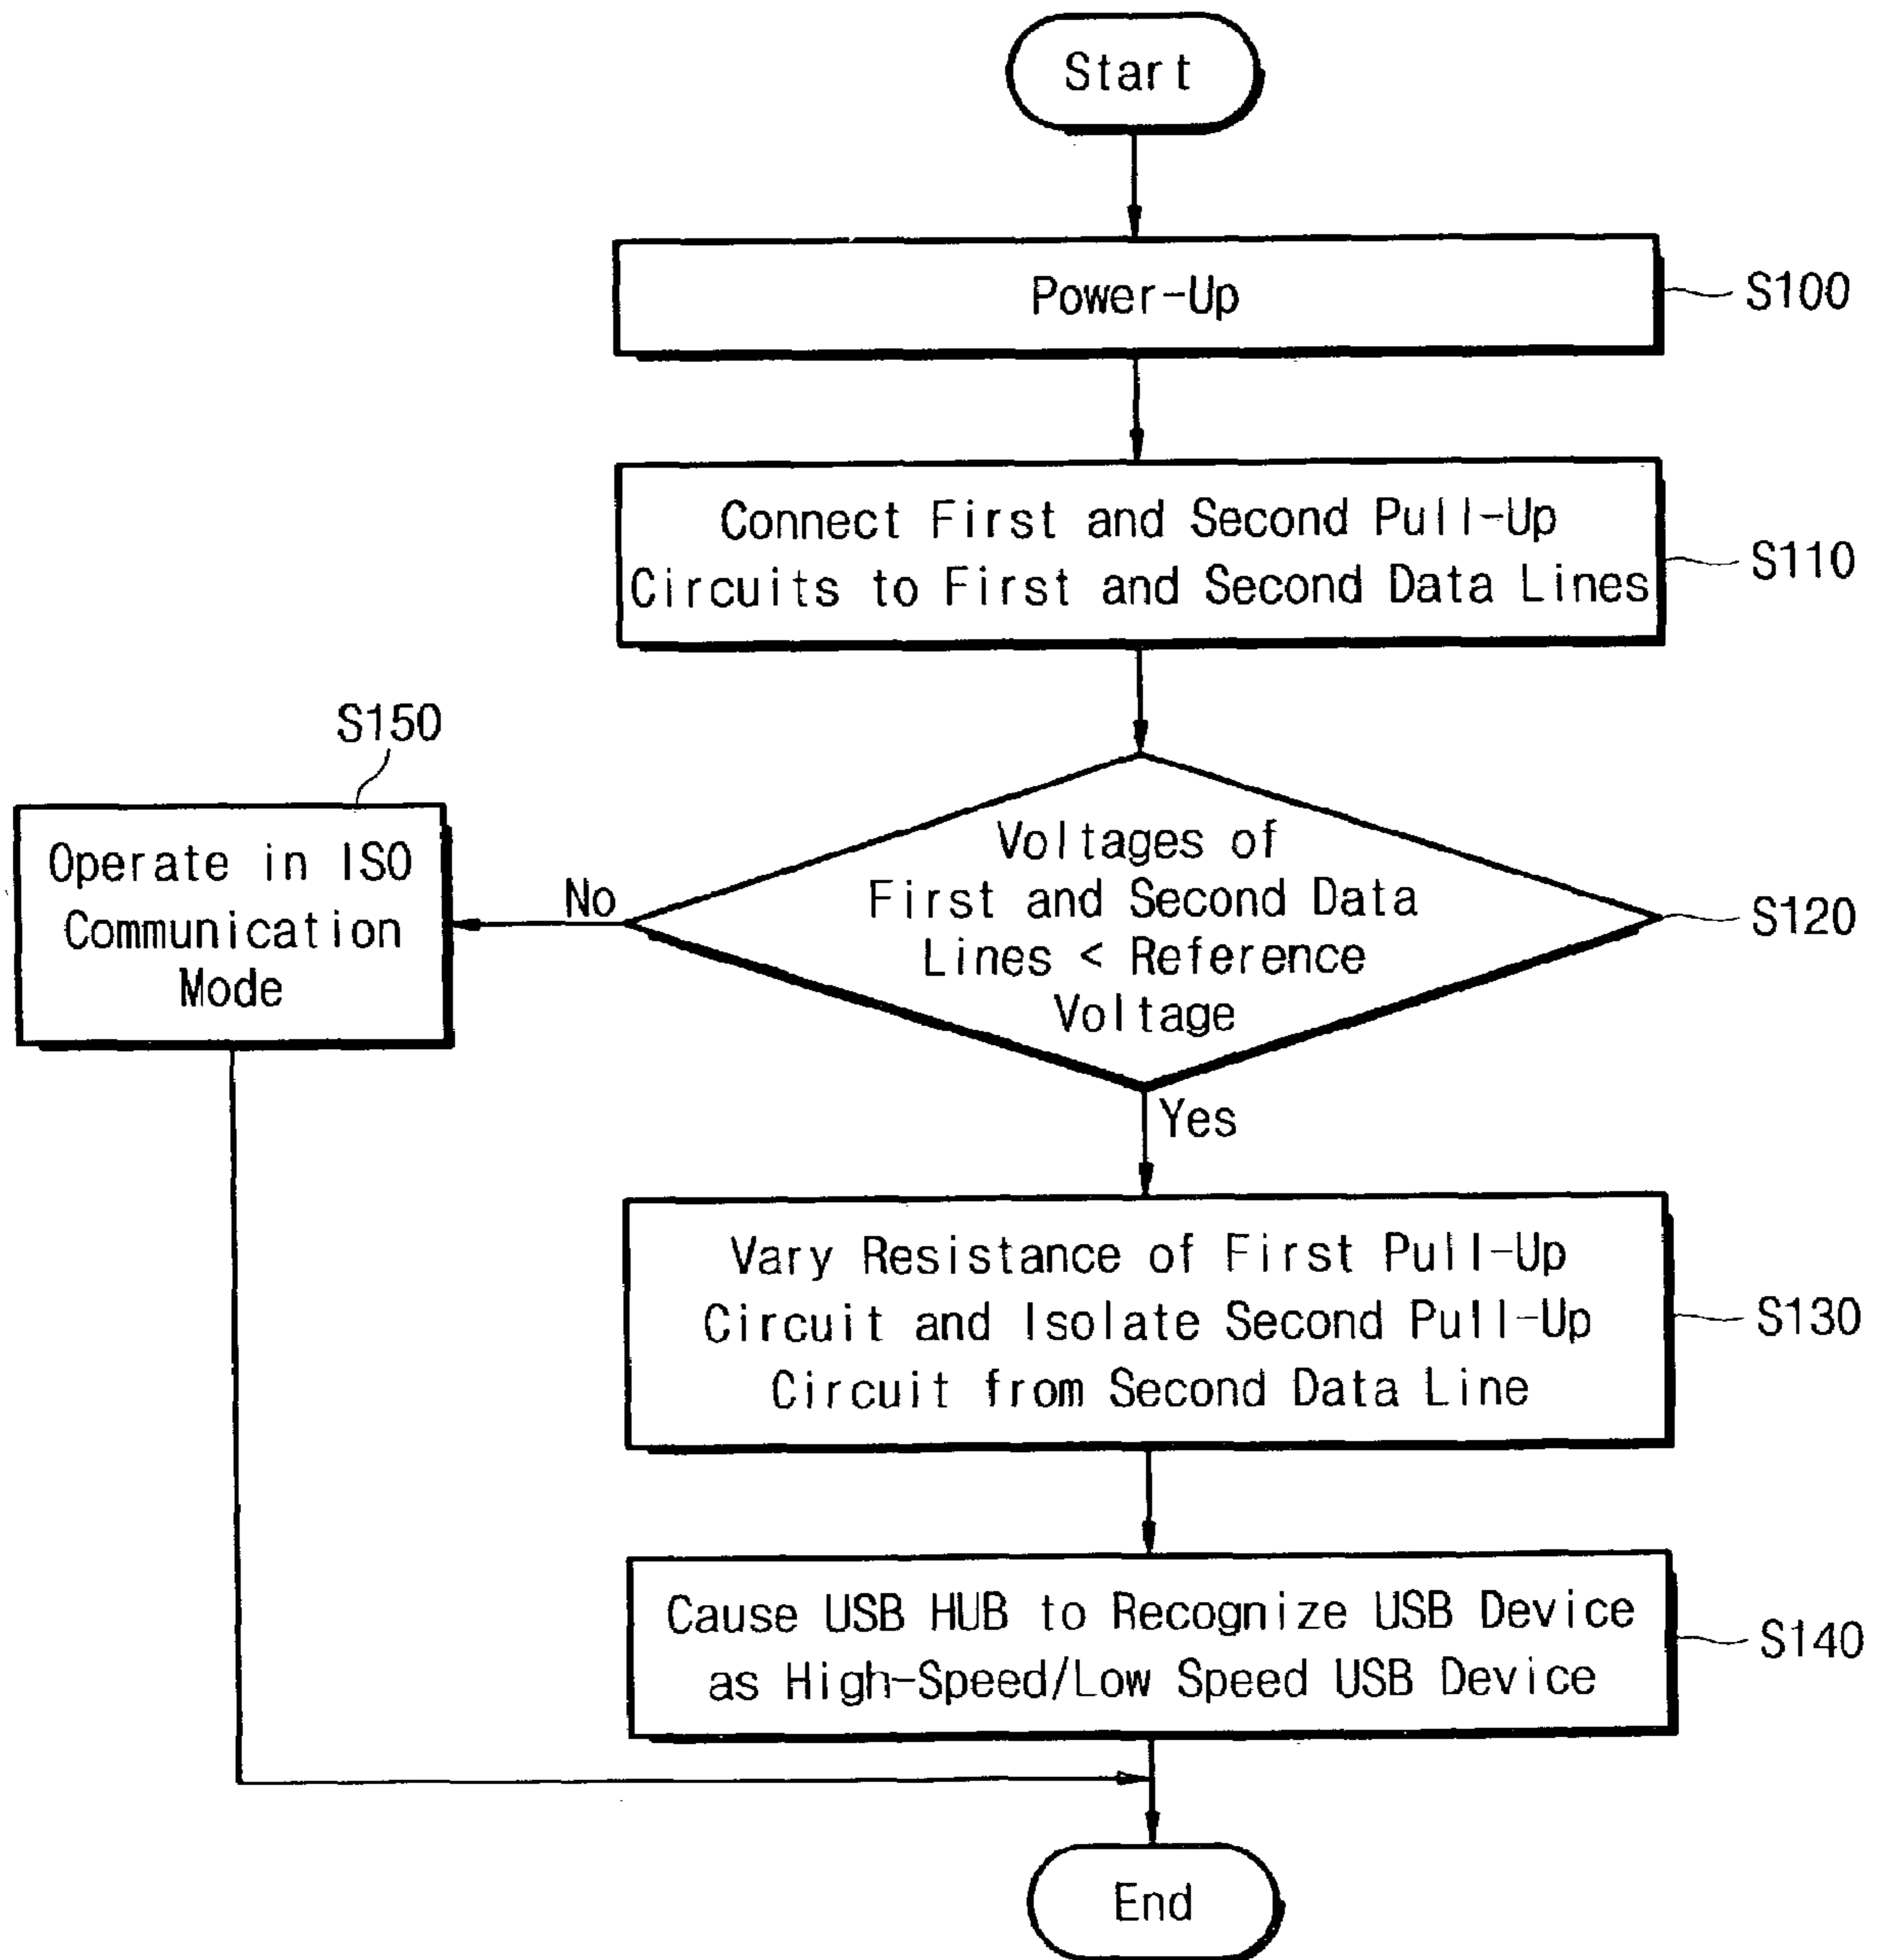 Start
Power-Up
S100
Connect First and Second Pull-Up
Circuits to First and Second Data Lines
S110
S150
Operate in ISO
Communication
Mode
No
Voltages of
First and Second Data
Lines < Reference
Voltage
S120
Yes
Vary Resistance of First Pull-Up
Circuit and Isolate Second Pull-Up
Circuit from Second Data Line
S130
Cause USB HUB to Recognize USB Device
as High-Speed/Low Speed USB Device
S140
End